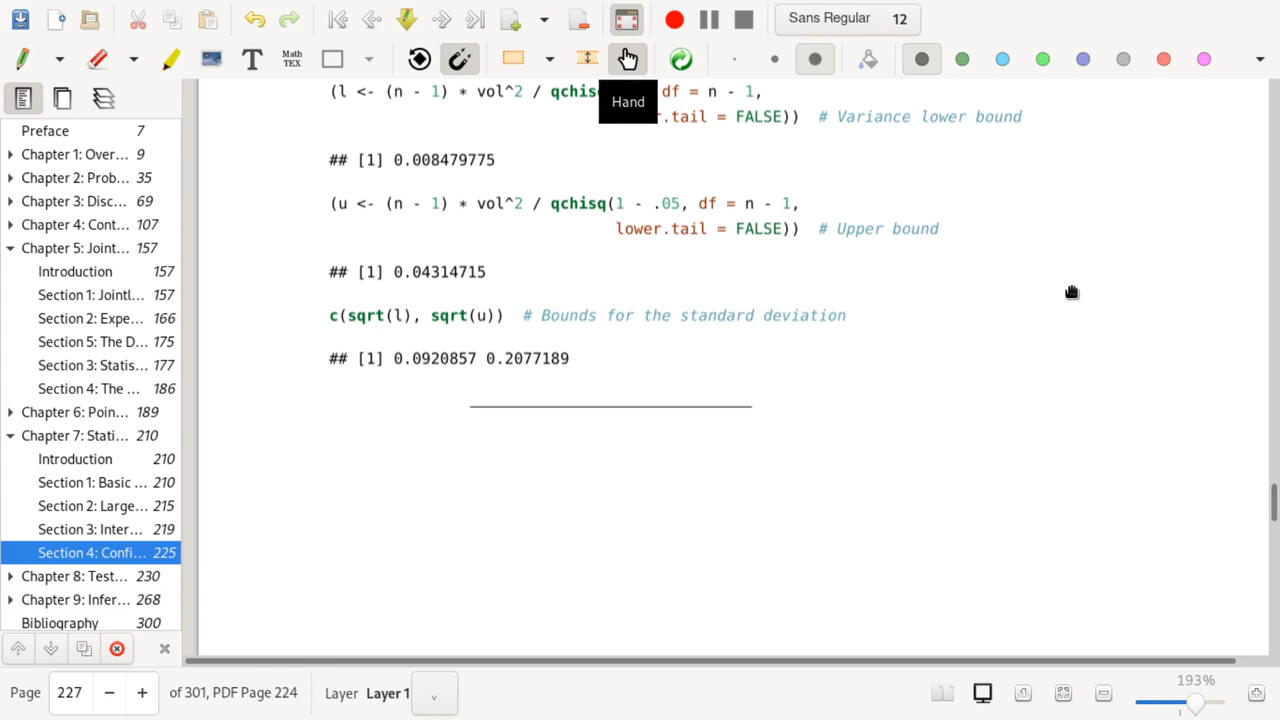 Sans Regular 12
Math
TEX
Hand
Preface 7
Chapter 1: Over... 9
Chapter 2: Prob... 35
Chapter 3: Disc... 69
Chapter 4: Cont... 107
Chapter 5: Joint... 157
Introduction 157
Section 1: Jointl... 157
Section 2: Expe... 166
Section 5: The D... 175
Section 3: Statis... 177
Section 4: The ... 186
Chapter 6: Poin... 189
Chapter 7: Stati... 210
Introduction 210
Section 1: Basic ... 210
Section 2: Large... 215
Section 3: Inter... 219
Section 4: Confi... 225
Chapter 8: Test... 230
Chapter 9: Infer... 268
Bibliography 300
(l <- (n - 1) * vol^2 / qchis df = n - 1,
r.tail = FALSE)) # Variance lower bound
## [1] 0.008479775
(u <- (n - 1) * vol^2 / qchisq(1 - .05, df = n - 1,
lower.tail = FALSE)) # Upper bound
## [1] 0.04314715
c(sqrt(l), sqrt(u)) # Bounds for the standard deviation
## [1] 0.0920857 0.2077189
Page 227 of 301, PDF Page 224 Layer Layer 1 193%